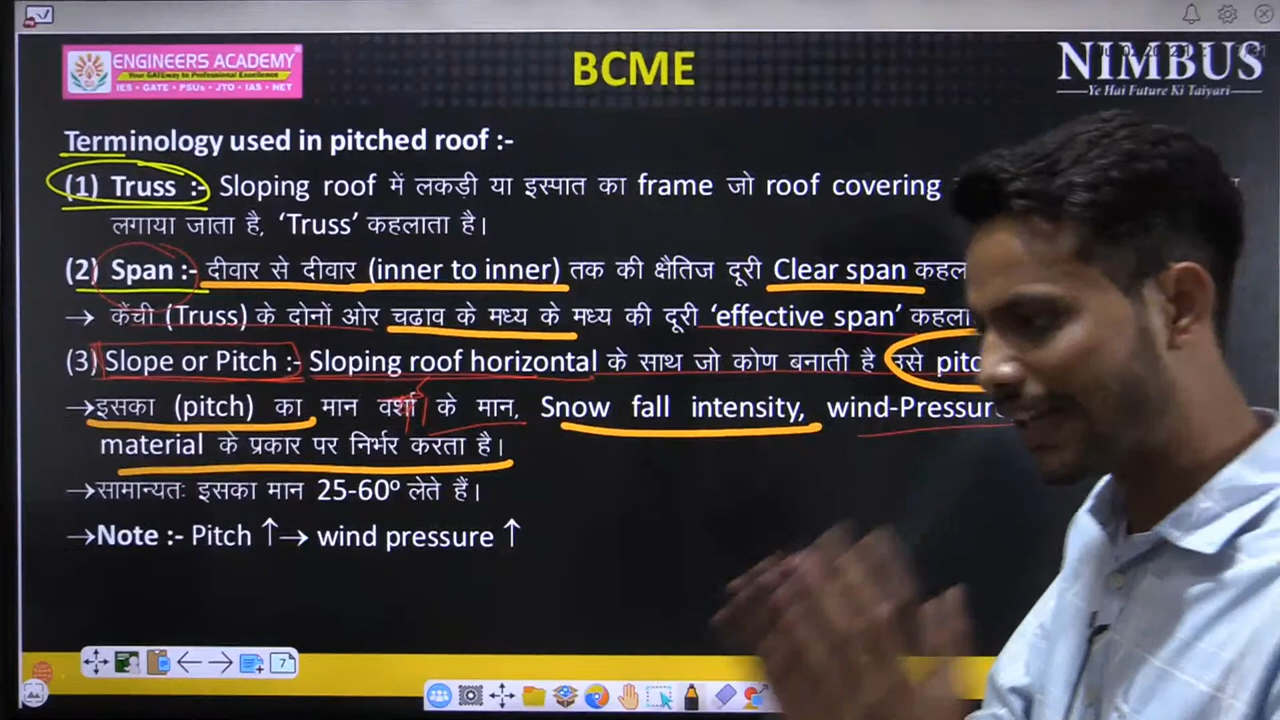 ENGINEERS ACADEMY
Your GATEway to Professional Excellence
IES • GATE • PSUs • JTO • IAS • NET
BCME
NIMBUS
Ye Hai Future Ki Taiyari
Terminology used in pitched roof :-
(1) Truss :- Sloping roof में लकड़ी या इस्पात का frame जो roof covering
लगाया जाता है, ‘Truss’ कहलाता है।
(2) Span :- दीवार से दीवार (inner to inner) तक की क्षैतिज दूरी Clear span
→ कैंची (Truss) के दोनों ओर चढाव के मध्य के मध्य की दूरी ‘effective span’
(3) Slope or Pitch :- Sloping roof horizontal के साथ जो कोण बनाती है उसे
→इसका (pitch) का मान वर्शा के मान, Snow fall intensity, wind-Pressure
material के प्रकार पर निर्भर करता है।
→सामान्यतः इसका मान 25-60º लेते हैं।
→Note :- Pitch ↑→ wind pressure ↑
7